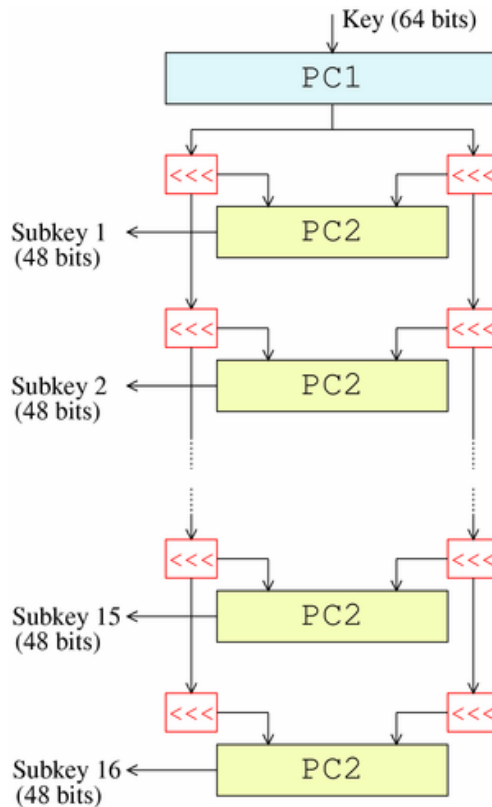 Key (64 bits)
PC1
<<< <<<
PC2
Subkey 1
(48 bits)
<<< <<<
PC2
Subkey 2
(48 bits)
<<< <<<
PC2
Subkey 15
(48 bits)
<<< <<<
PC2
Subkey 16
(48 bits)